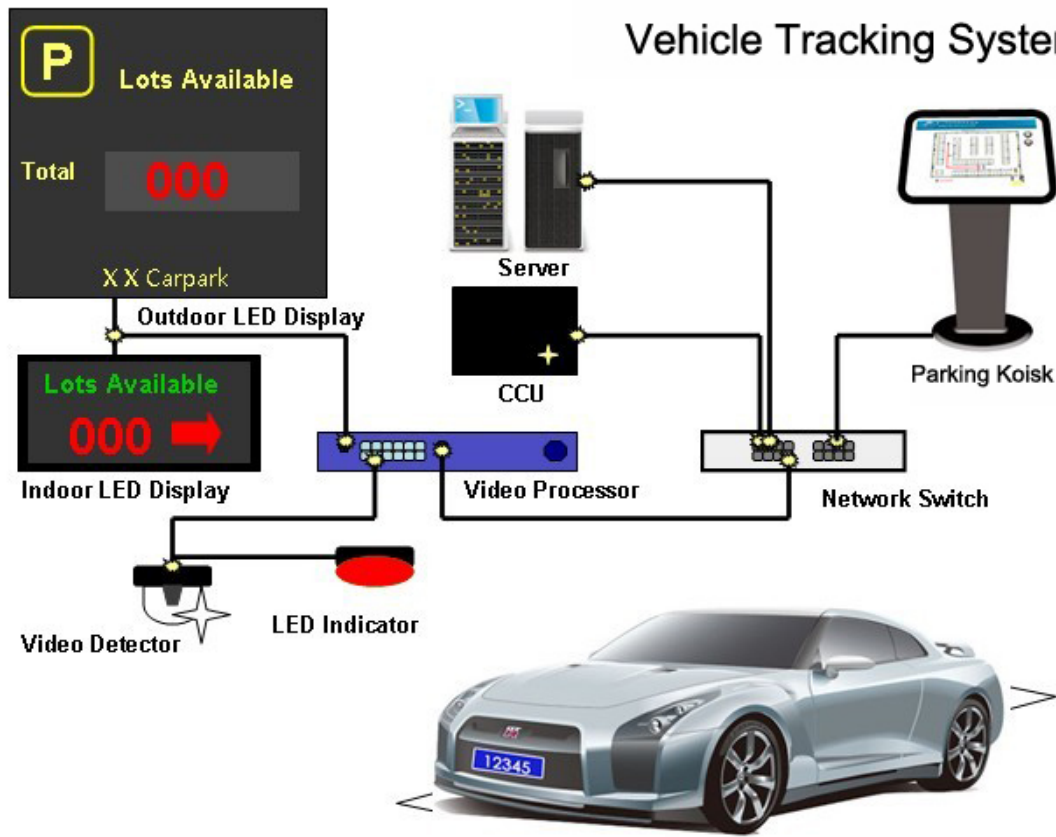 Vehicle Tracking System
P
Lots Available
Total
000
X X Carpark
Outdoor LED Display
Server
CCU
Parking Koisk
Lots Available
000
Indoor LED Display
Video Processor
Network Switch
Video Detector
LED Indicator
12345